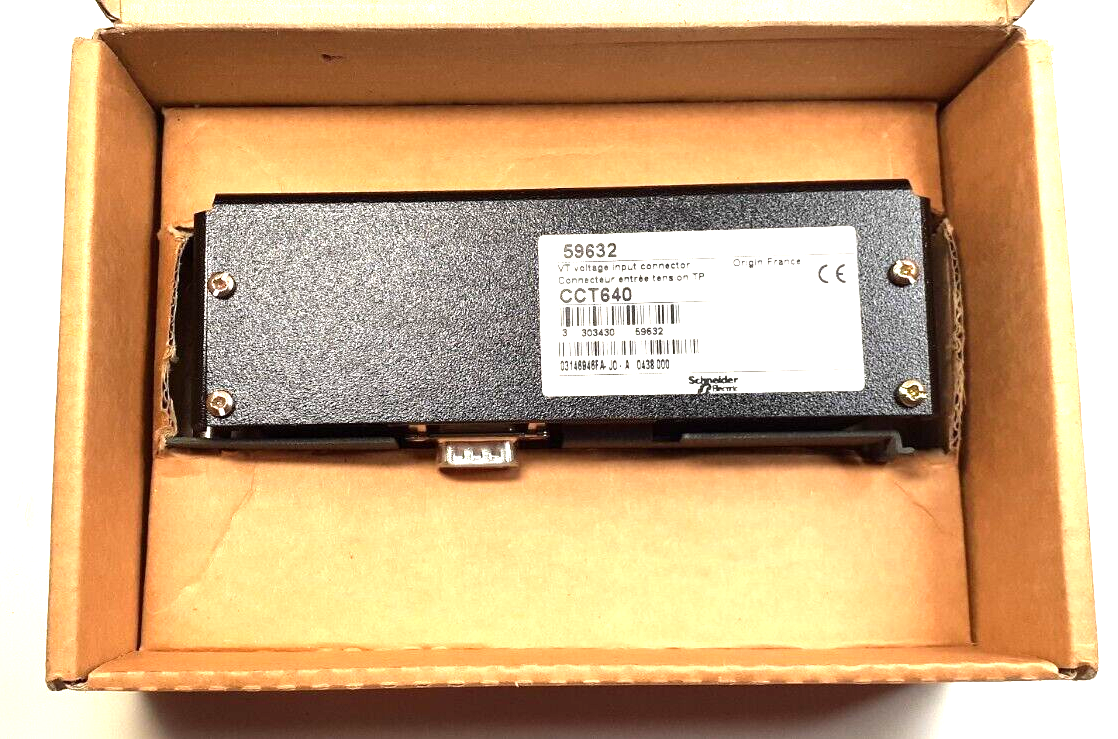 59632
VT voltage input connector
Origin France
Connecteur entrée tension TP
CE
CCT640
3 303430 59632
03146946FA-J0-A 0438 000
Schneider
Electric